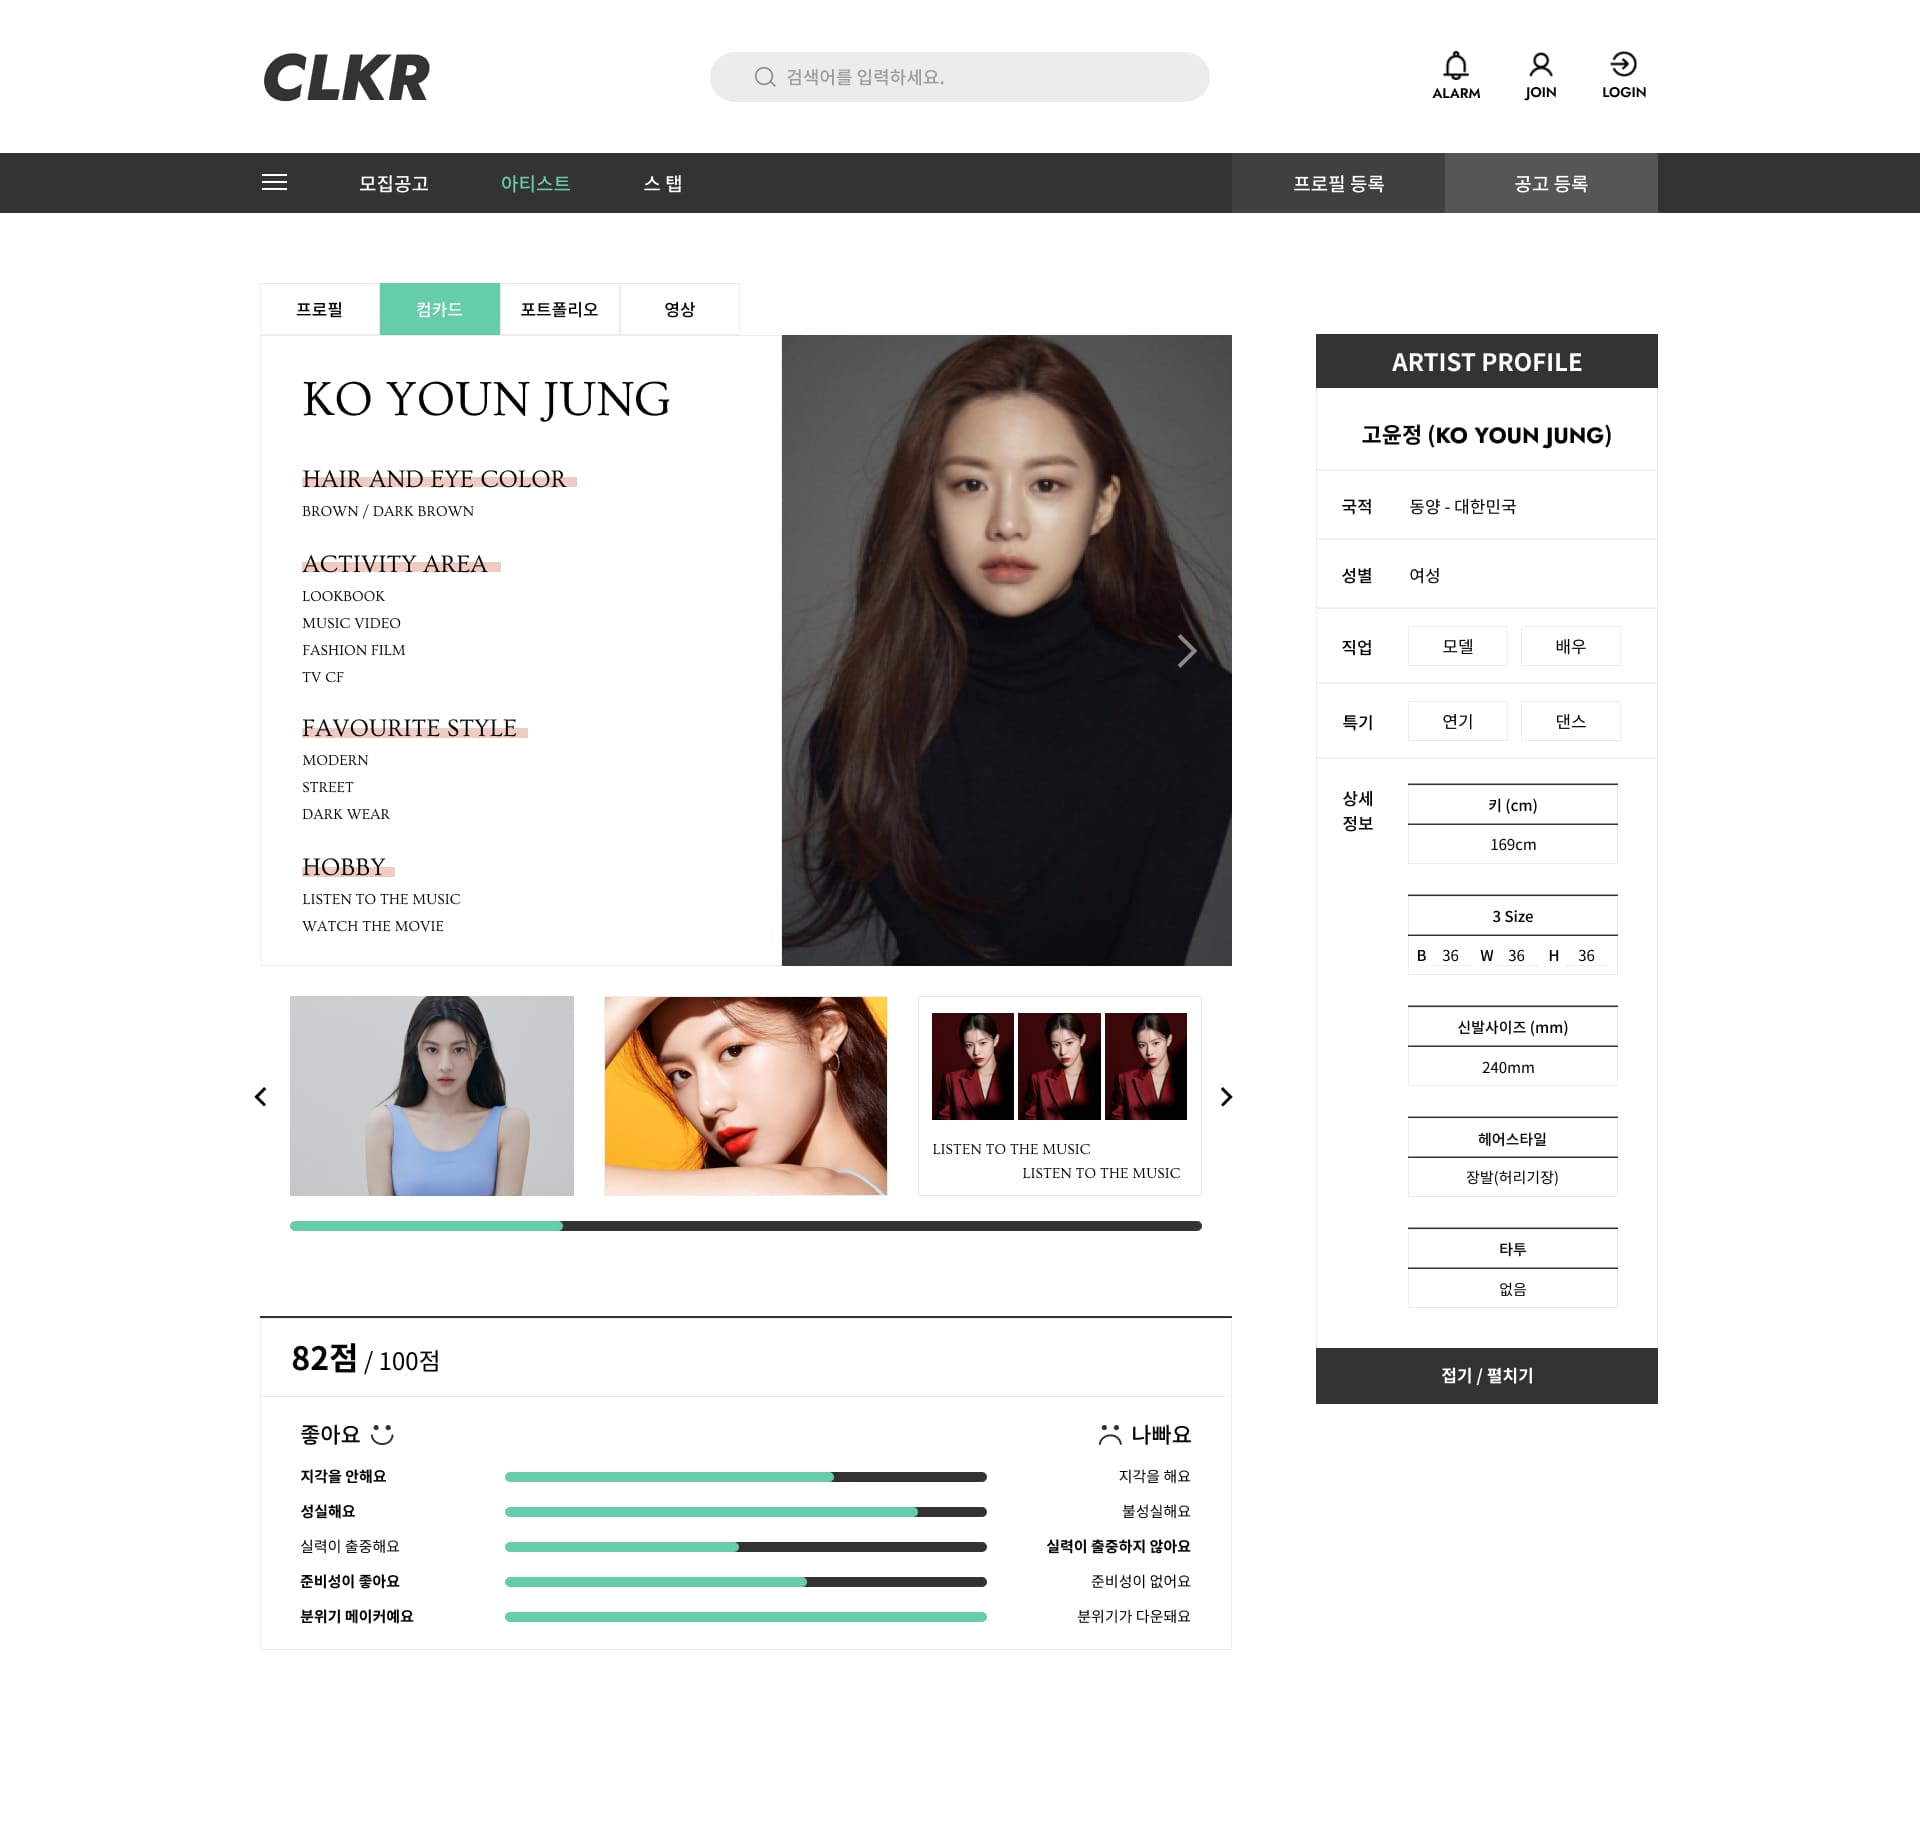 CLKR
검색어를 입력하세요.
ALARM
JOIN
LOGIN
모집공고
아티스트
스 탭
프로필 등록
공고 등록
프로필
컴카드
포트폴리오
영상
KO YOUN JUNG
HAIR AND EYE COLOR
BROWN / DARK BROWN
ACTIVITY AREA
LOOKBOOK
MUSIC VIDEO
FASHION FILM
TV CF
FAVOURITE STYLE
MODERN
STREET
DARK WEAR
HOBBY
LISTEN TO THE MUSIC
WATCH THE MOVIE
LISTEN TO THE MUSIC
LISTEN TO THE MUSIC
82점 / 100점
좋아요
나빠요
지각을 안해요
지각을 해요
성실해요
불성실해요
실력이 출중해요
실력이 출중하지 않아요
준비성이 좋아요
준비성이 없어요
분위기 메이커예요
분위기가 다운돼요
ARTIST PROFILE
고윤정 (KO YOUN JUNG)
국적 동양 - 대한민국
성별 여성
직업 모델 배우
특기 연기 댄스
상세
정보
키 (cm)
169cm
3 Size
B 36 W 36 H 36
신발사이즈 (mm)
240mm
헤어스타일
장발(허리기장)
타투
없음
접기 / 펼치기